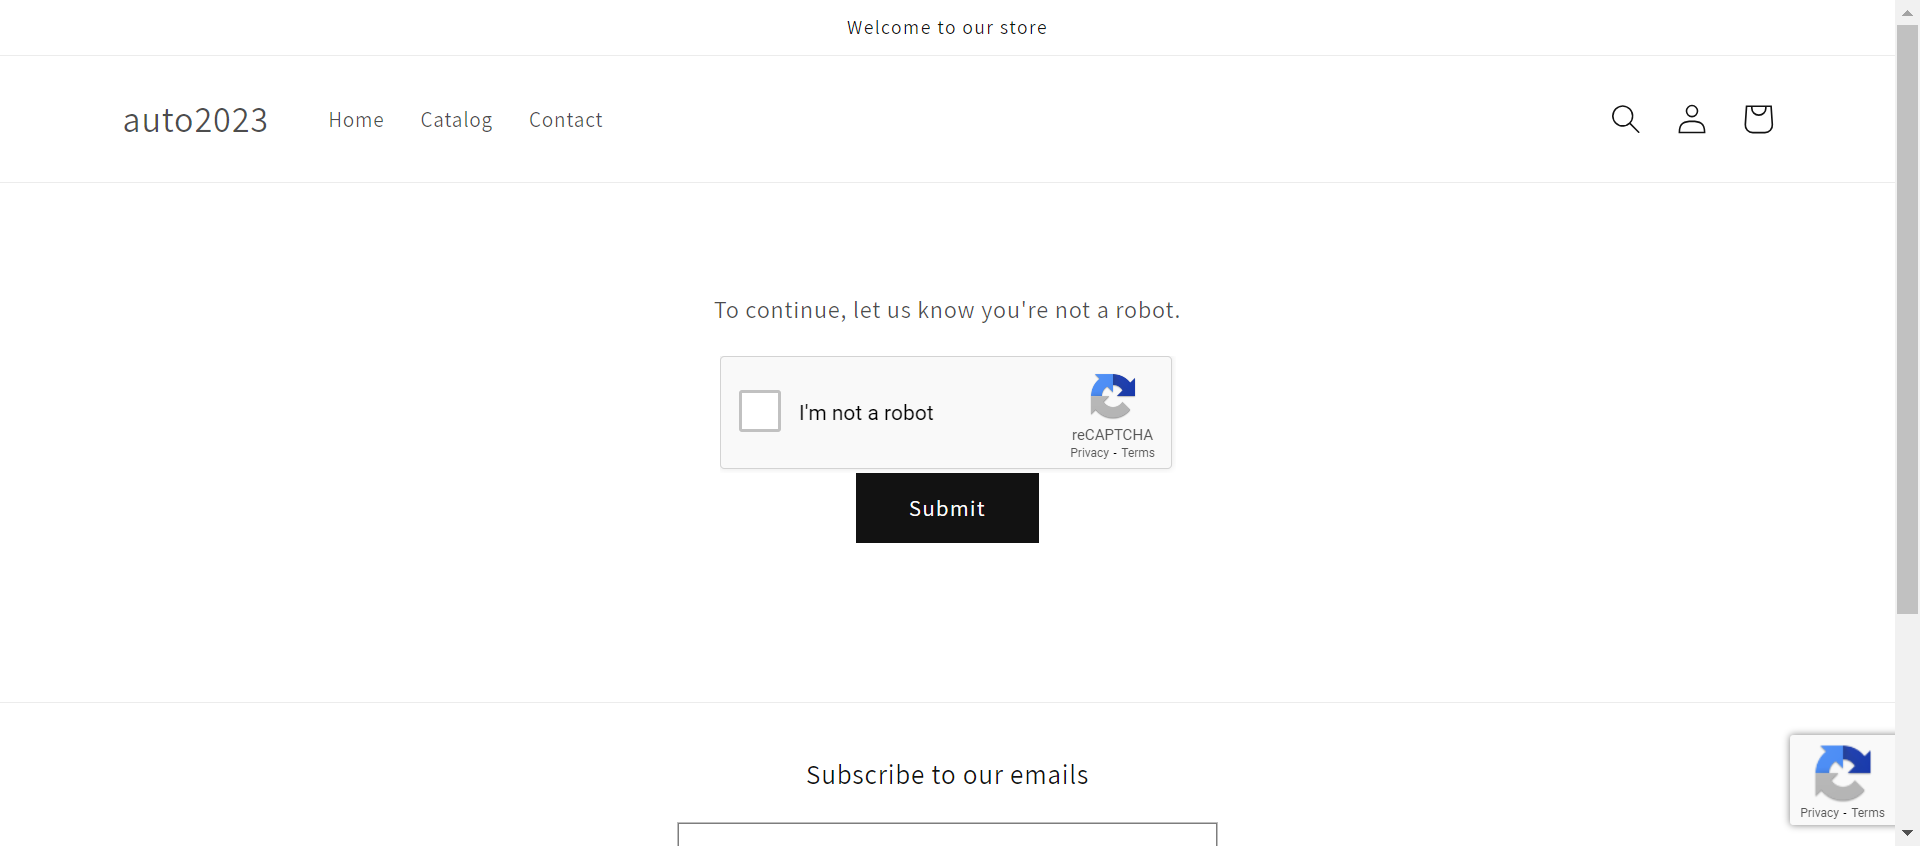 Welcome to our store
auto2023
Home
Catalog
Contact
To continue, let us know you're not a robot.
I'm not a robot
reCAPTCHA
Privacy - Terms
Submit
Subscribe to our emails
Privacy - Terms